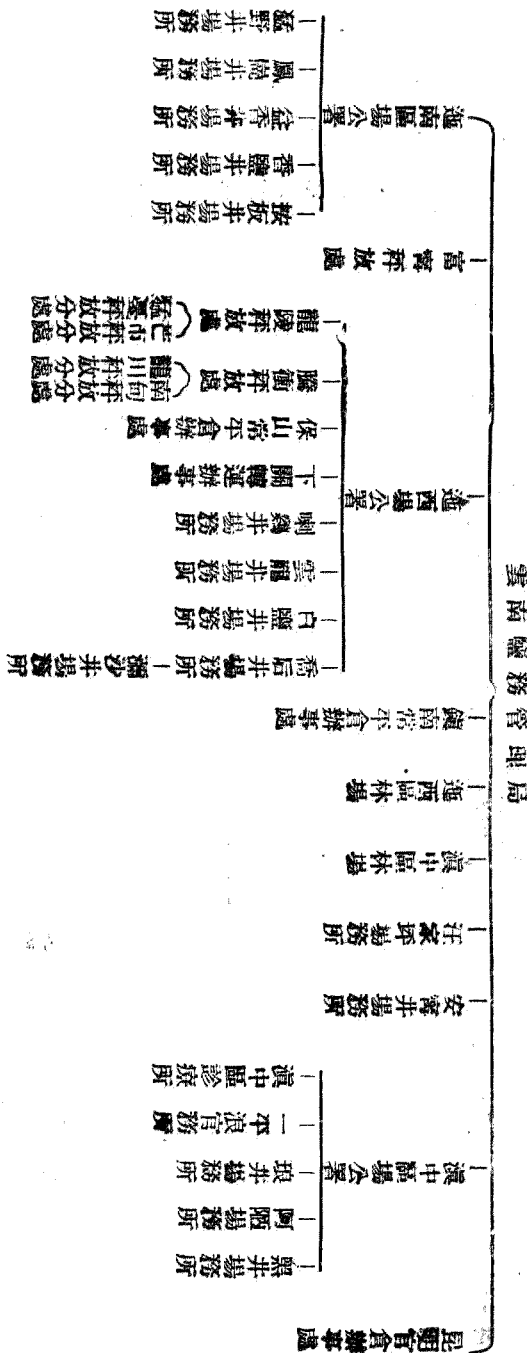 雲南鹽務管理局
迤南區場公署
猛野井場務所
鳳崗井場務所
益香井場務所
香鹽井場務所
按板井場務所
富寧秤放處
迤西場公署
龍陵秤放處
秤放分處
芒市秤放分處
騰衝秤放處
龍川秤放分處
南甸秤放分處
保山常平倉辦事處
下關轉運辦事處
喇鷄井場務所
雲龍井場務所
白鹽井場務所
喬后井場務所
彌沙井場務所
鎮南常平倉辦事處
迤西區林場
滇中區林場
汪家坪場務所
安寧井場務所
滇中區場公署
滇中區診療所
一平浪官務所
琅井場務所
阿陋場務所
黑井場務所
昆明官倉辦事處